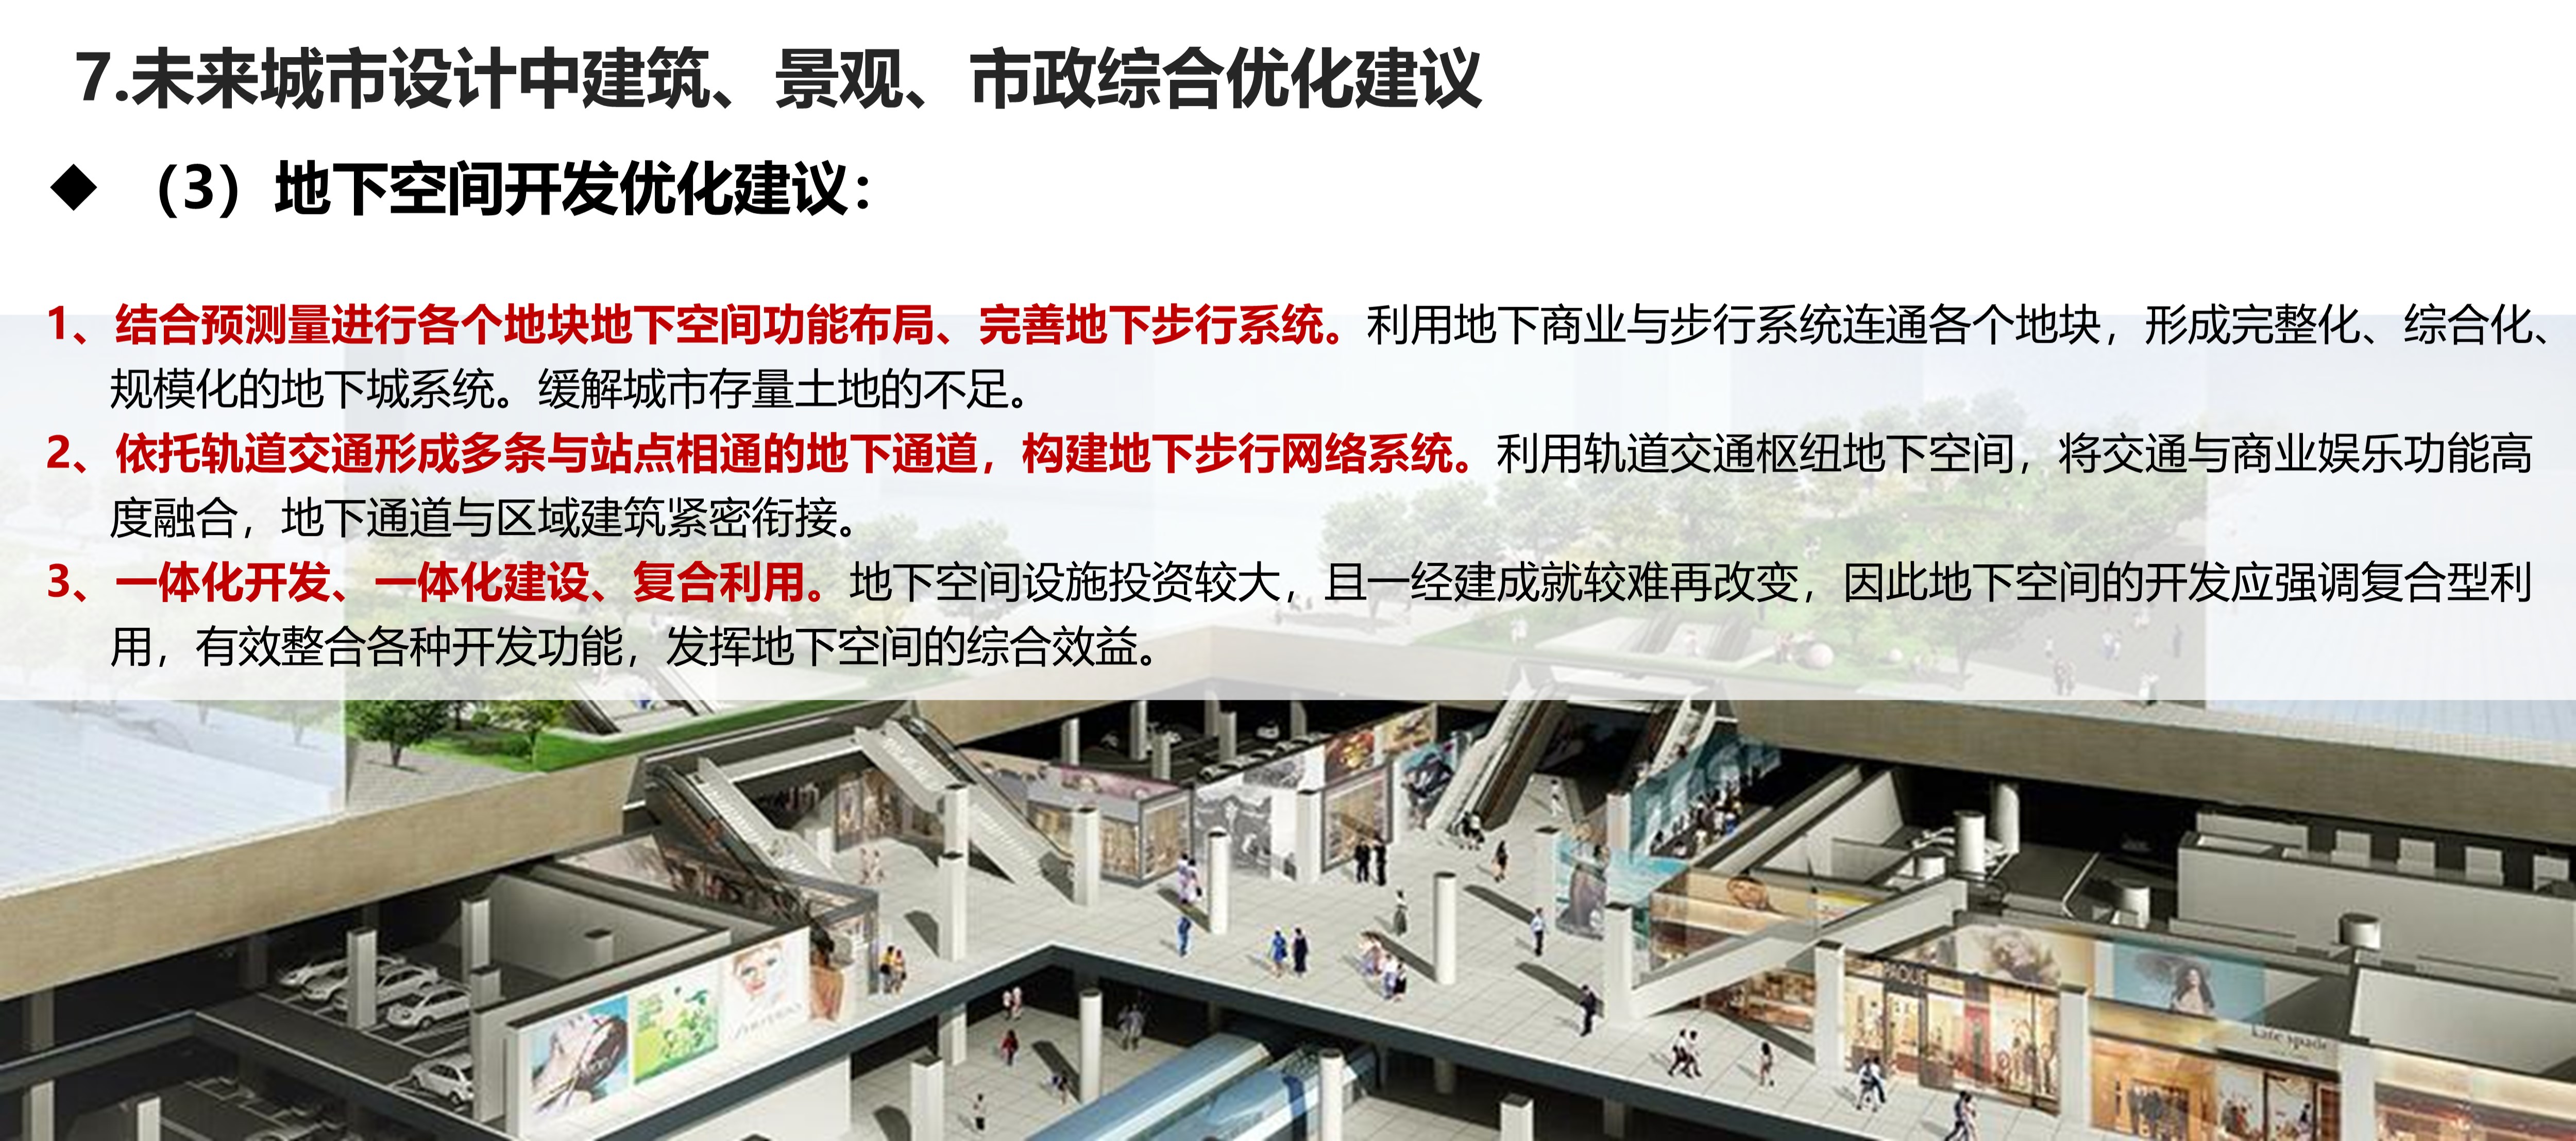 7.未来城市设计中建筑、景观、市政综合优化建议
◆ （3）地下空间开发优化建议：
1、结合预测量进行各个地块地下空间功能布局、完善地下步行系统。利用地下商业与步行系统连通各个地块，形成完整化、综合化、
规模化的地下城系统。缓解城市存量土地的不足。
2、依托轨道交通形成多条与站点相通的地下通道，构建地下步行网络系统。利用轨道交通枢纽地下空间，将交通与商业娱乐功能高
度融合，地下通道与区域建筑紧密衔接。
3、一体化开发、一体化建设、复合利用。地下空间设施投资较大，且一经建成就较难再改变，因此地下空间的开发应强调复合型利
用，有效整合各种开发功能，发挥地下空间的综合效益。